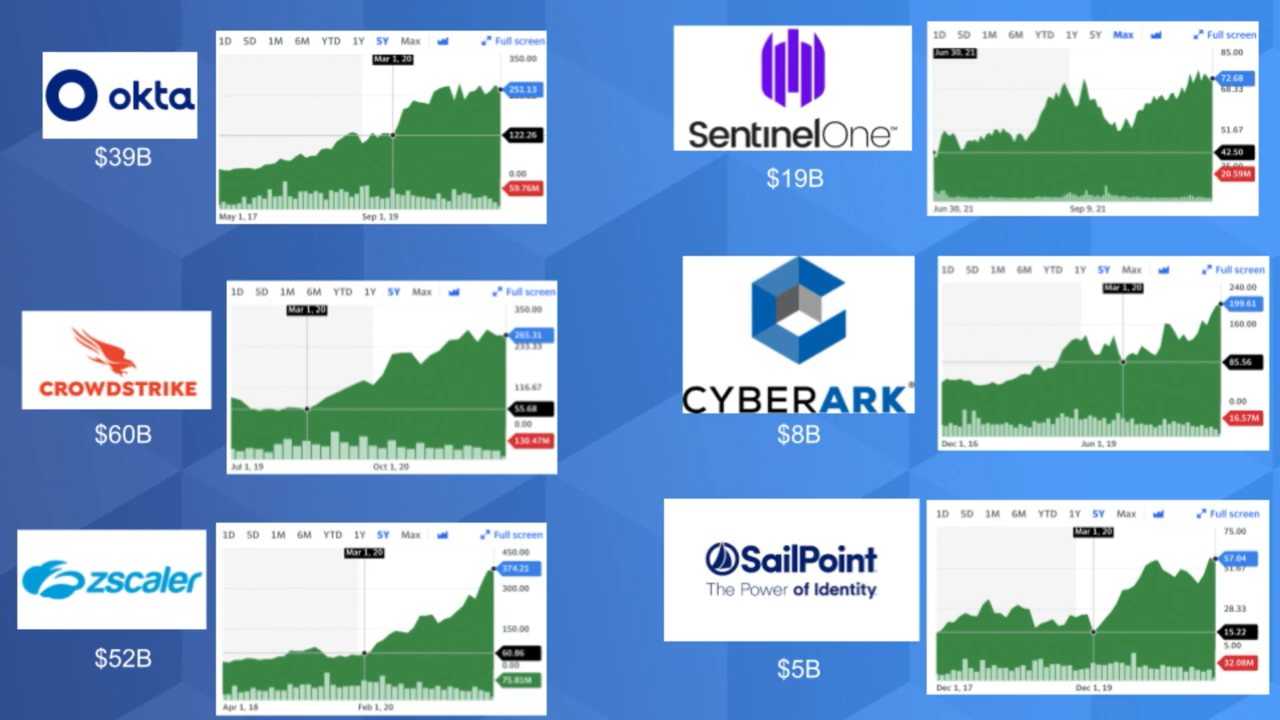 okta
$39B
1D 5D 1M 6M YTD 1Y 5Y Max Full screen
Mar 1, 20
350.00
251.13
122.26
0.00
59.76M
May 1, 17 Sep 1, 19
SentinelOne™
$19B
1D 5D 1M 6M YTD 1Y 5Y Max Full screen
Jun 30, 21
85.00
72.68
68.33
51.67
42.50
20.59M
Jun 30, 21 Sep 9, 21
CROWDSTRIKE
$60B
1D 5D 1M 6M YTD 1Y 5Y Max Full screen
Mar 1, 20
350.00
265.31
233.33
116.67
55.68
0.00
130.47M
Jul 1, 19 Oct 1, 20
CYBERARK®
$8B
1D 5D 1M 6M YTD 1Y 5Y Max Full screen
Mar 1, 20
240.00
199.61
160.00
85.56
0.00
16.57M
Dec 1, 16 Jun 1, 19
zscaler
$52B
1D 5D 1M 6M YTD 1Y 5Y Max Full screen
Mar 1, 20
450.00
374.21
300.00
150.00
60.86
0.00
75.81M
Apr 1, 18 Feb 1, 20
SailPoint
The Power of Identity
$5B
1D 5D 1M 6M YTD 1Y 5Y Max Full screen
Mar 1, 20
75.00
57.04
51.67
28.33
15.22
5.00
32.08M
Dec 1, 17 Dec 1, 19